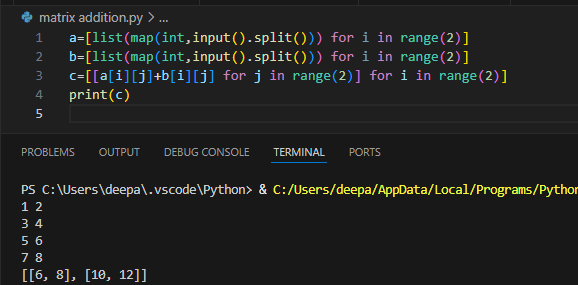 matrix addition.py > ...
1 a=[list(map(int,input().split())) for i in range(2)]
2 b=[list(map(int,input().split())) for i in range(2)]
3 c=[[a[i][j]+b[i][j] for j in range(2)] for i in range(2)]
4 print(c)
5
PROBLEMS OUTPUT DEBUG CONSOLE TERMINAL PORTS
PS C:\Users\deepa\.vscode\Python> & C:/Users/deepa/AppData/Local/Programs/Python
1 2
3 4
5 6
7 8
[[6, 8], [10, 12]]